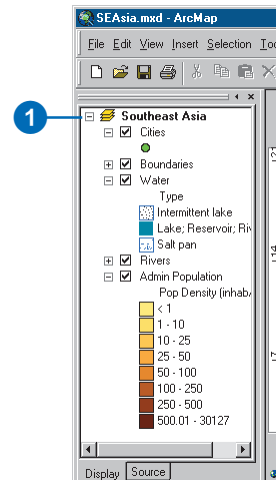 SEAsia.mxd - ArcMap
File Edit View Insert Selection
1
Southeast Asia
Cities
Boundaries
Water
Type
Intermittent lake
Lake; Reservoir;
Salt pan
Rivers
Admin Population
Pop Density
< 1
1 - 10
10 - 25
25 - 50
50 - 100
100 - 250
250 - 500
500.01 - 30127
Display Source